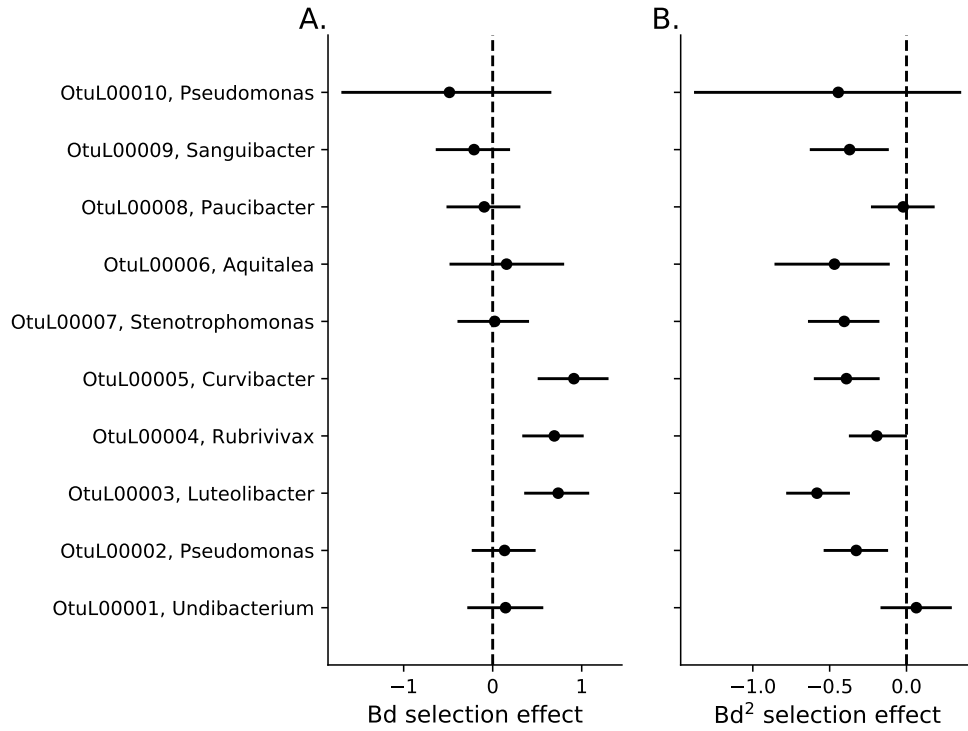 A.
B.
OtuL00010, Pseudomonas
OtuL00009, Sanguibacter
OtuL00008, Paucibacter
OtuL00006, Aquitalea
OtuL00007, Stenotrophomonas
OtuL00005, Curvibacter
OtuL00004, Rubrivivax
OtuL00003, Luteolibacter
OtuL00002, Pseudomonas
OtuL00001, Undibacterium
−1 0 1
−1.0 −0.5 0.0
Bd selection effect
Bd² selection effect